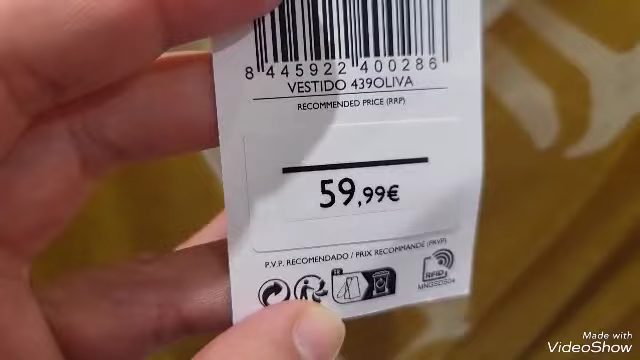 8 445922 400286
VESTIDO 439OLIVA
RECOMMENDED PRICE (RRP)
59,99€
P.V.P. RECOMENDADO / PRIX RECOMMANDÉ (PRVP)
RFID
Made with
VideoShow